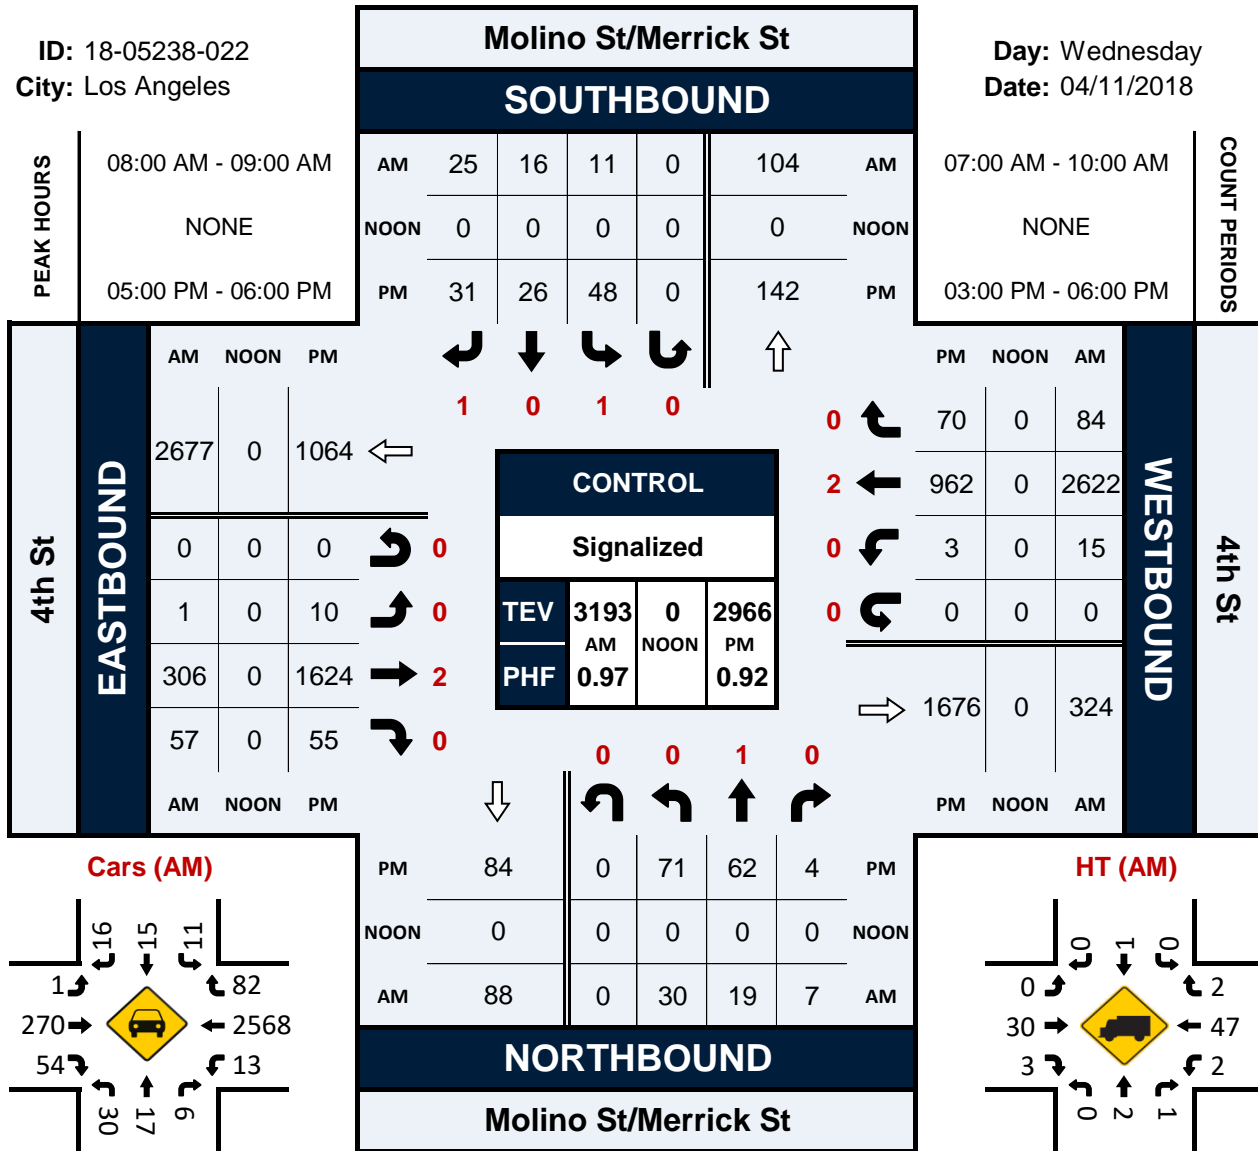 ID: 18-05238-022
City: Los Angeles
Molino St/Merrick St
SOUTHBOUND
Day: Wednesday
Date: 04/11/2018
PEAK HOURS
08:00 AM - 09:00 AM
NONE
05:00 PM - 06:00 PM
AM 25 16 11 0 104 AM
NOON 0 0 0 0 0 NOON
PM 31 26 48 0 142 PM
07:00 AM - 10:00 AM
NONE
03:00 PM - 06:00 PM
COUNT PERIODS
1 0 1 0
4th St
EASTBOUND
AM NOON PM
2677 0 1064
0 0 0 0
1 0 10 0
306 0 1624 2
57 0 55 0
AM NOON PM
CONTROL
Signalized
TEV 3193 0 2966
AM NOON PM
PHF 0.97 0.92
PM NOON AM
0 70 0 84
2 962 0 2622
0 3 0 15
0 0 0 0
1676 0 324
PM NOON AM
WESTBOUND
4th St
0 0 1 0
PM 84 0 71 62 4 PM
NOON 0 0 0 0 0 NOON
AM 88 0 30 19 7 AM
NORTHBOUND
Molino St/Merrick St
Cars (AM)
16 15 11
1 82
270 2568
54 13
30 17 6
HT (AM)
0 1 0
0 2
30 47
3 2
0 2 1